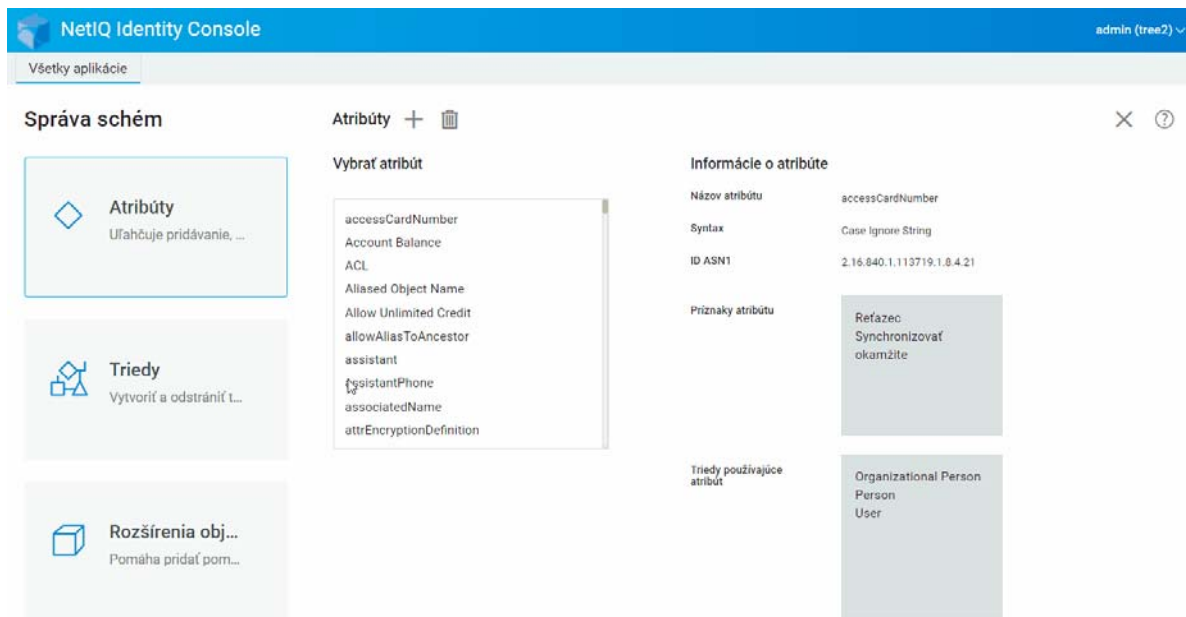 NetIQ Identity Console
admin (tree2)
Všetky aplikácie
Správa schém
Atribúty
Uľahčuje pridávanie, ...
Triedy
Vytvoriť a odstrániť t...
Rozšírenia obj...
Pomáha pridať pom...
Atribúty
Vybrať atribút
accessCardNumber
Account Balance
ACL
Aliased Object Name
Allow Unlimited Credit
allowAliasToAncestor
assistant
assistantPhone
associatedName
attrEncryptionDefinition
Informácie o atribúte
Názov atribútu
accessCardNumber
Syntax
Case Ignore String
ID ASN1
2.16.840.1.113719.1.8.4.21
Príznaky atribútu
Reťazec
Synchronizovať
okamžite
Triedy používajúce
atribút
Organizational Person
Person
User